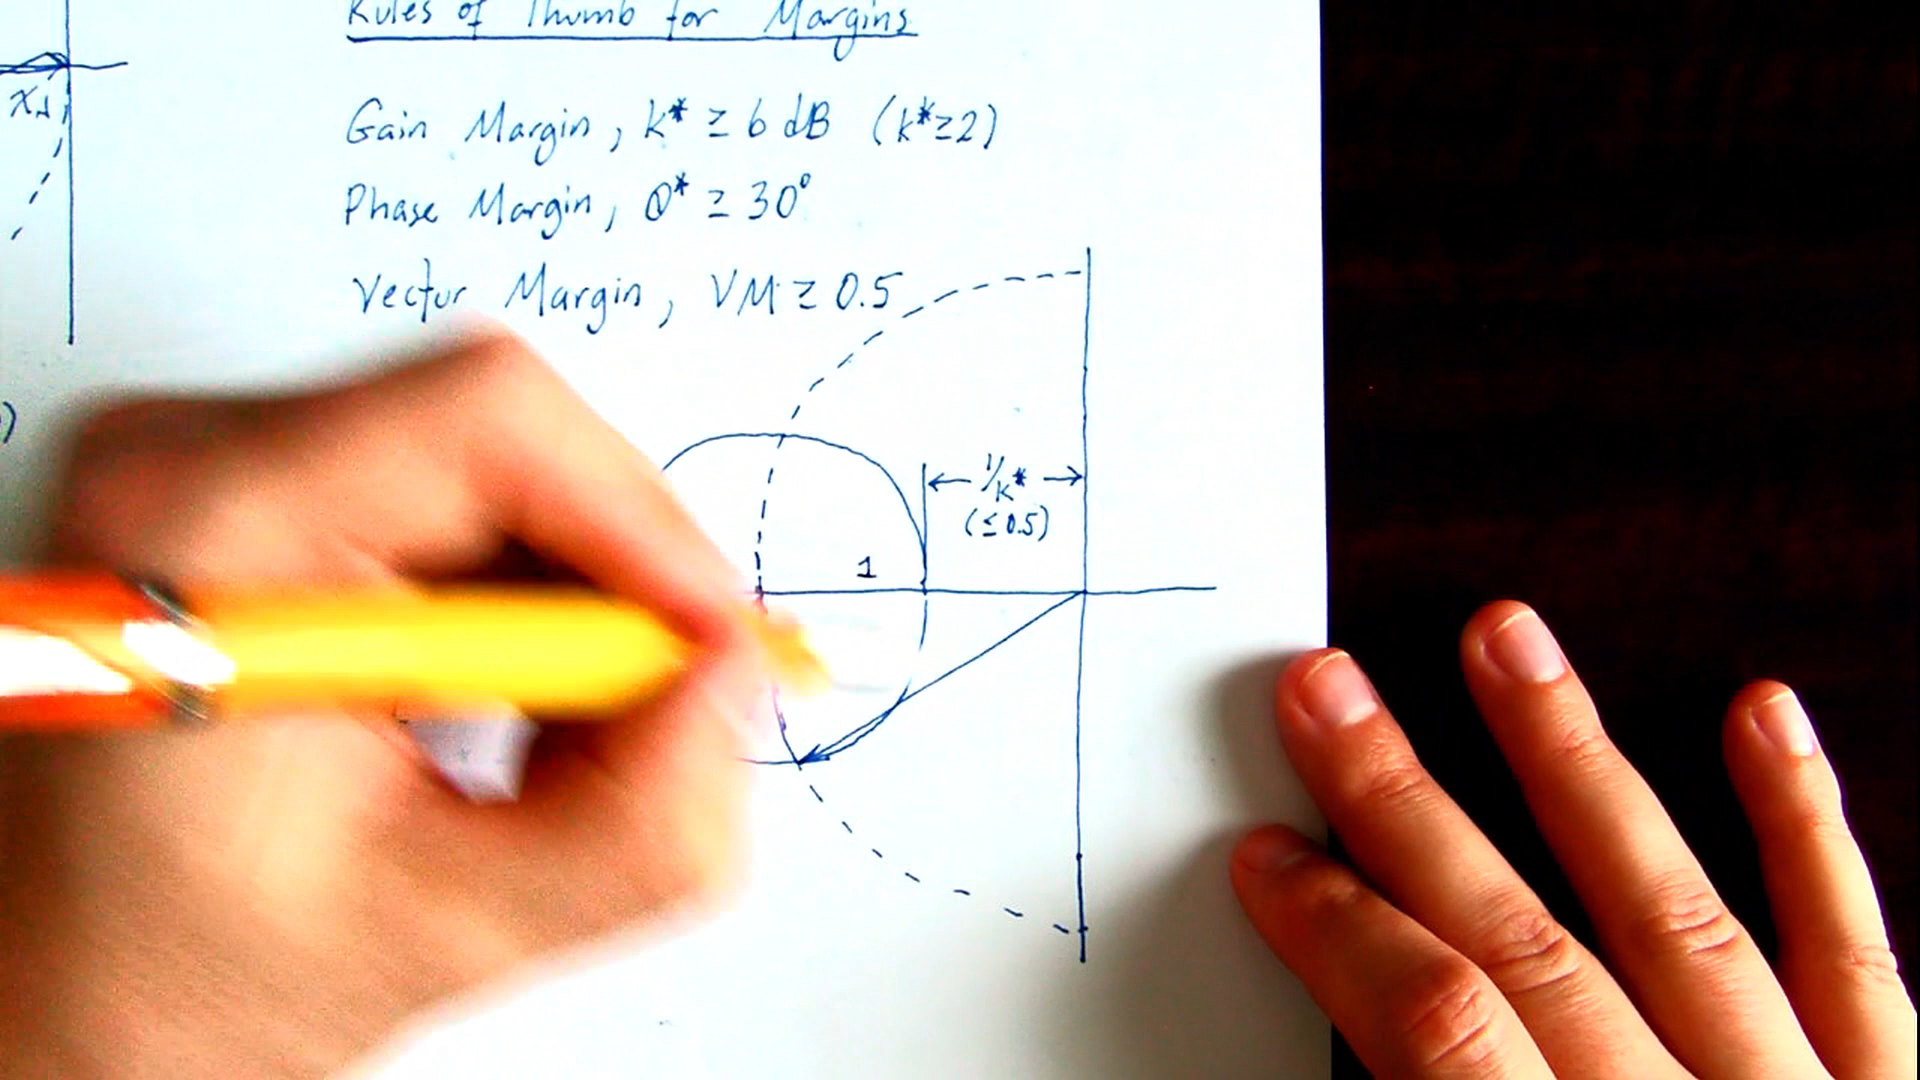 Rules of Thumb for Margins
Gain Margin, k* ≥ 6 dB (k*≥2)
Phase Margin, Θ* ≥ 30°
Vector Margin, VM ≥ 0.5
1/k*
(≤0.5)
1